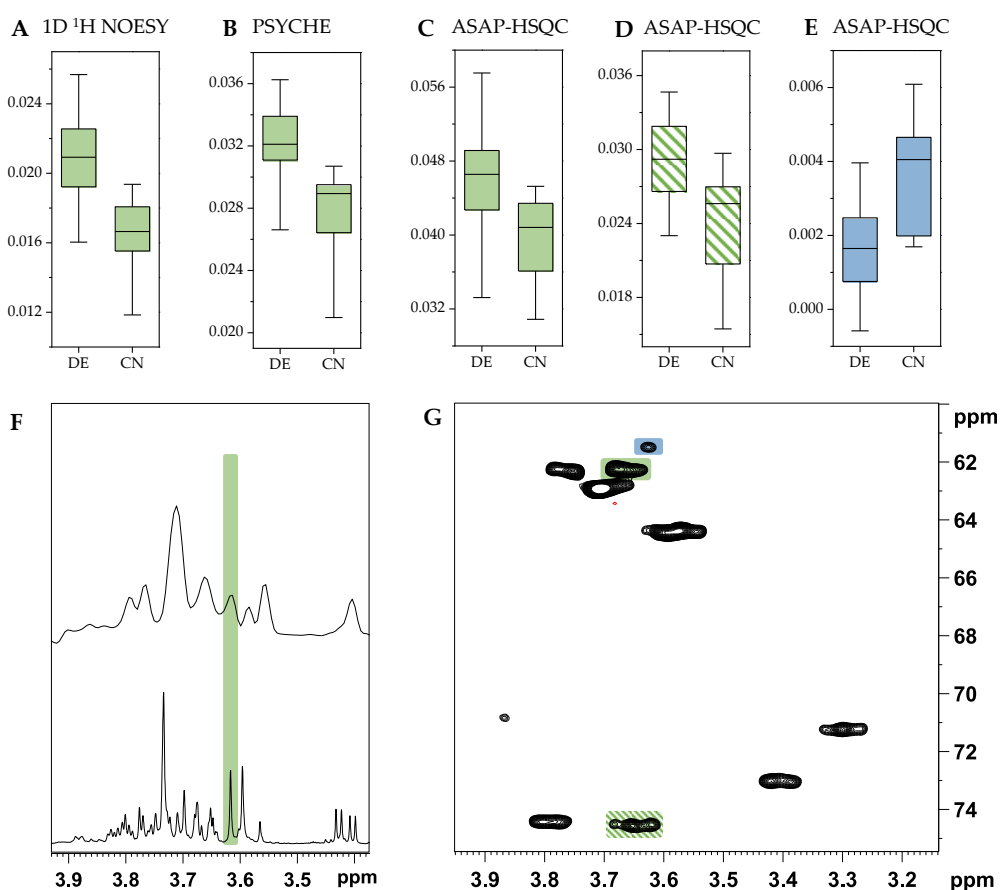 A 1D ¹H NOESY
B PSYCHE
C ASAP-HSQC
D ASAP-HSQC
E ASAP-HSQC
0.024
0.020
0.016
0.012
DE CN
0.036
0.032
0.028
0.024
0.020
DE CN
0.056
0.048
0.040
0.032
DE CN
0.036
0.030
0.024
0.018
DE CN
0.006
0.004
0.002
0.000
DE CN
F
3.9 3.8 3.7 3.6 3.5 ppm
G
ppm
62
64
66
68
70
72
74
3.9 3.8 3.7 3.6 3.5 3.4 3.3 3.2 ppm